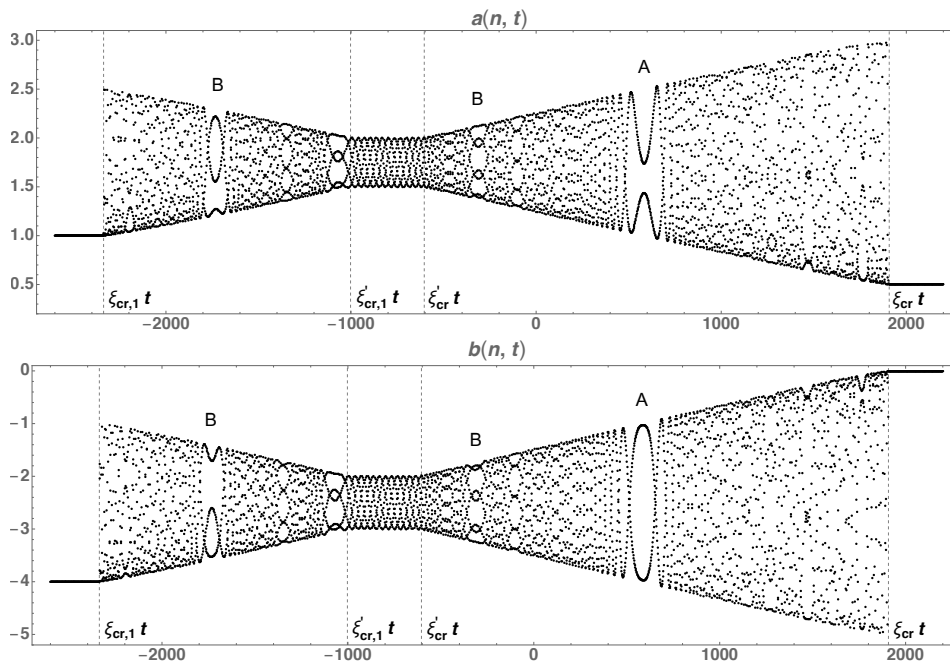 a(n, t)
3.0
2.5
2.0
1.5
1.0
0.5
B
B
A
ξcr,1 t
ξ'cr,1 t
ξ'cr t
ξcr t
−2000 −1000 0 1000 2000
b(n, t)
0
−1
−2
−3
−4
−5
B
B
A
ξcr,1 t
ξ'cr,1 t
ξ'cr t
ξcr t
−2000 −1000 0 1000 2000